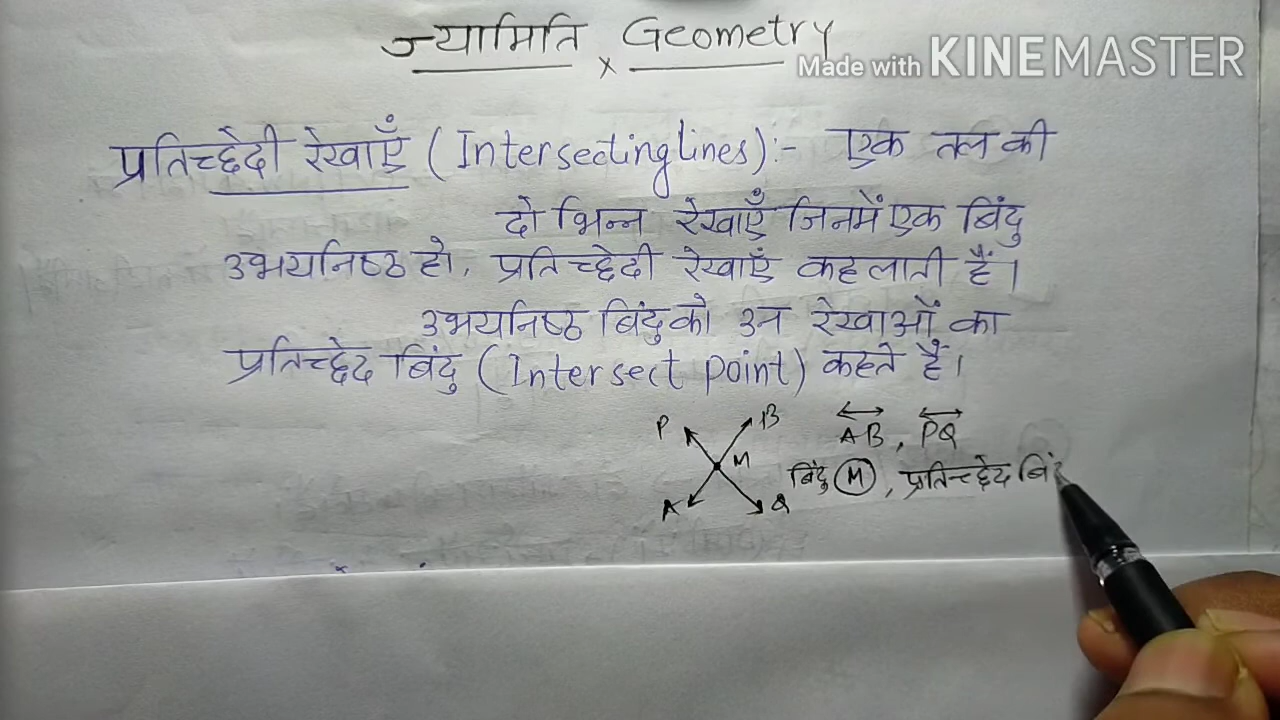 ज्यामिति x Geometry
Made with KINEMASTER
प्रतिच्छेदी रेखाएँ (Intersecting lines):- एक तल की
दो भिन्न रेखाएँ जिनमें एक बिंदु
उभयनिष्ठ हो, प्रतिच्छेदी रेखाएँ कहलाती हैं।
उभयनिष्ठ बिंदु को उन रेखाओं का
प्रतिच्छेद बिंदु (Intersect point) कहते हैं।
P B AB, PQ
M
बिंदु M, प्रतिच्छेद
A Q